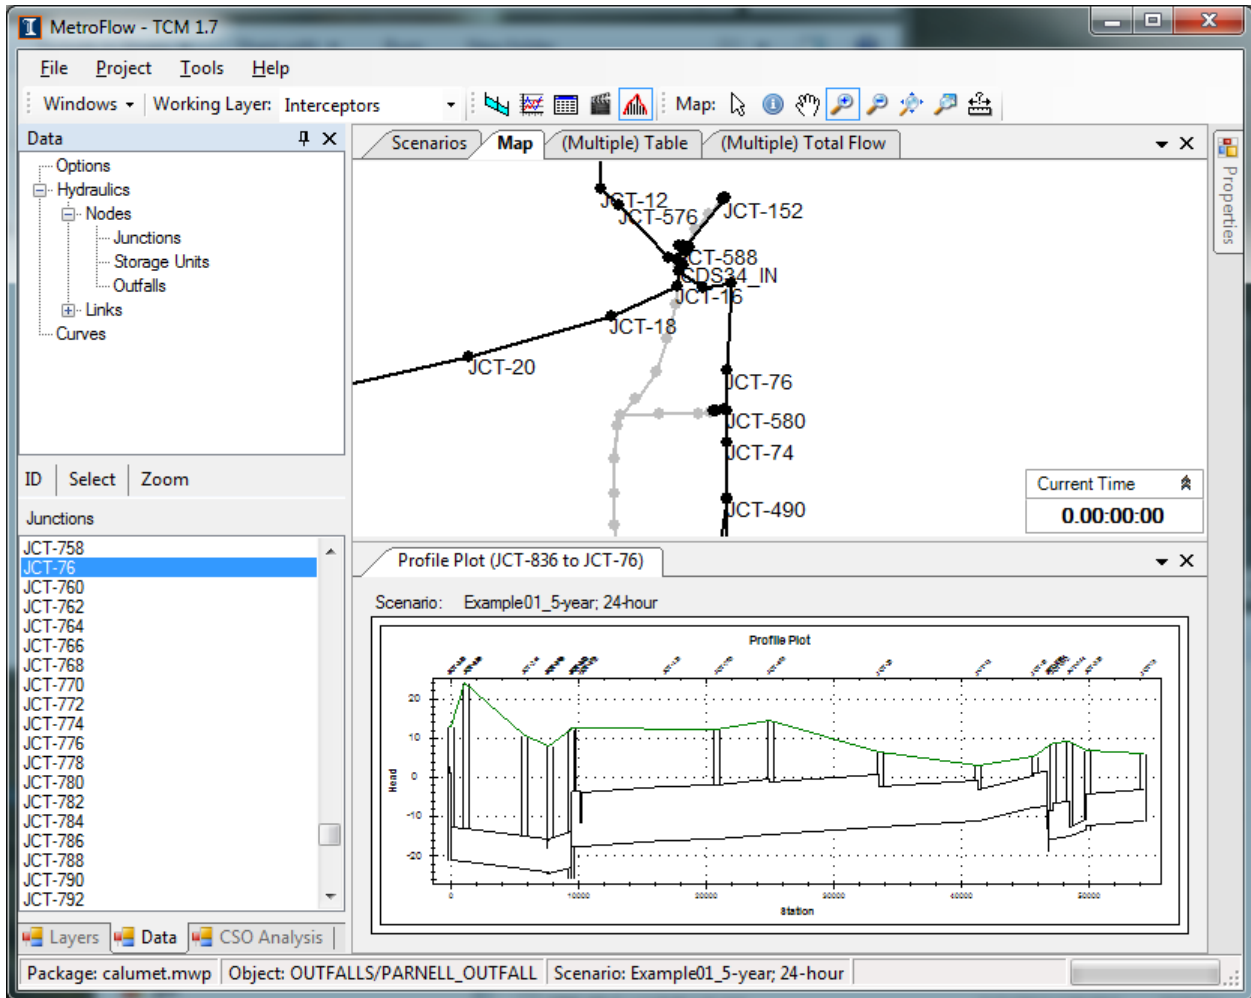 MetroFlow - TCM 1.7
File Project Tools Help
Windows Working Layer: Interceptors Map:
Data
Options
Hydraulics
Nodes
Junctions
Storage Units
Outfalls
Links
Curves
ID Select Zoom
Junctions
JCT-758
JCT-76
JCT-760
JCT-762
JCT-764
JCT-766
JCT-768
JCT-770
JCT-772
JCT-774
JCT-776
JCT-778
JCT-780
JCT-782
JCT-784
JCT-786
JCT-788
JCT-790
JCT-792
Layers Data CSO Analysis
Scenarios Map (Multiple) Table (Multiple) Total Flow
JCT-12
JCT-576
JCT-152
JCT-588
CDS34_IN
JCT-16
JCT-18
JCT-20
JCT-76
JCT-580
JCT-74
JCT-490
Current Time
0.00:00:00
Properties
Profile Plot (JCT-836 to JCT-76)
Scenario: Example01_5-year; 24-hour
Profile Plot
Head
20
10
0
-10
-20
0 10000 20000 30000 40000 50000
Station
Package: calumet.mwp Object: OUTFALLS/PARNELL_OUTFALL Scenario: Example01_5-year; 24-hour